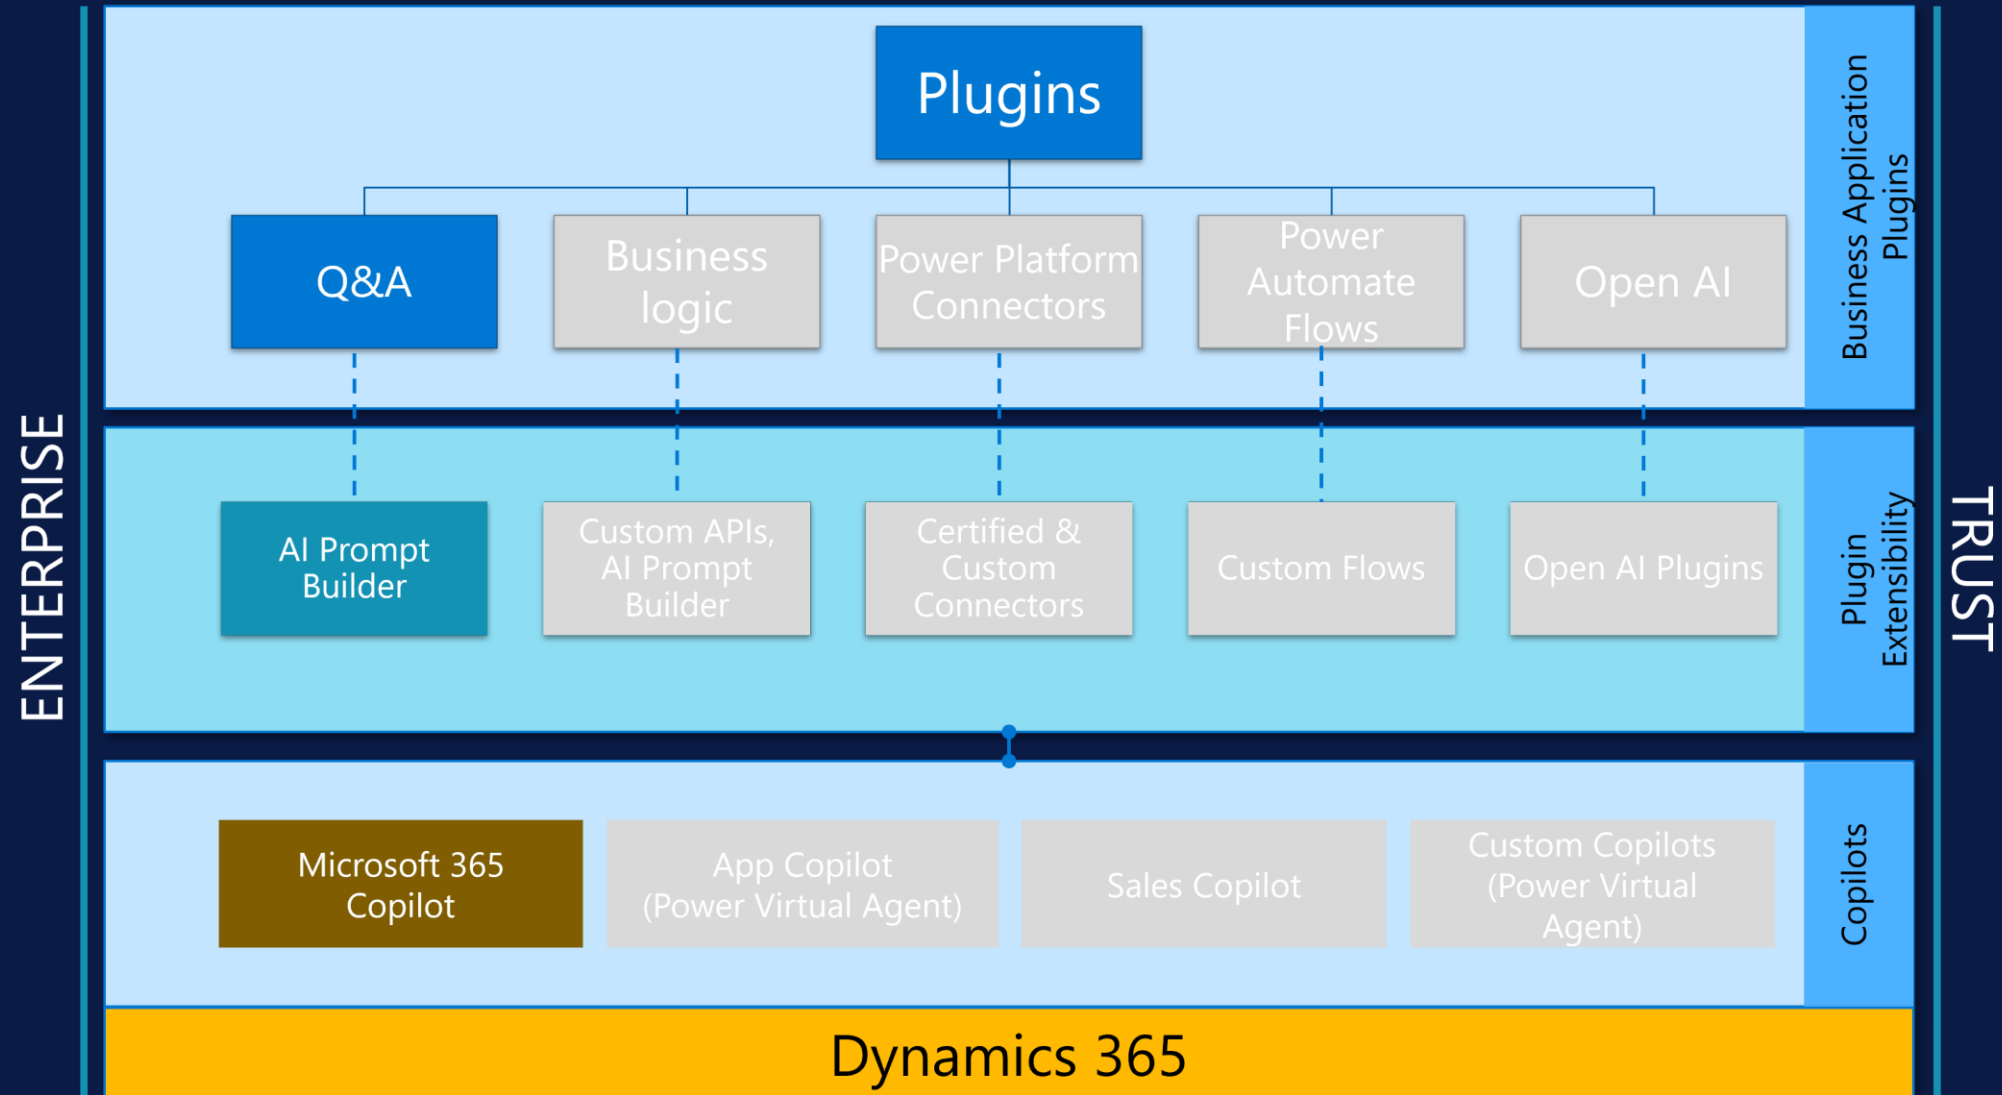 Plugins
Q&A
Business
logic
Power Platform
Connectors
Power
Automate
Flows
Open AI
Business Application
Plugins
AI Prompt
Builder
Custom APIs,
AI Prompt
Builder
Certified &
Custom
Connectors
Custom Flows
Open AI Plugins
Plugin
Extensibility
ENTERPRISE
TRUST
Microsoft 365
Copilot
App Copilot
(Power Virtual Agent)
Sales Copilot
Custom Copilots
(Power Virtual
Agent)
Copilots
Dynamics 365